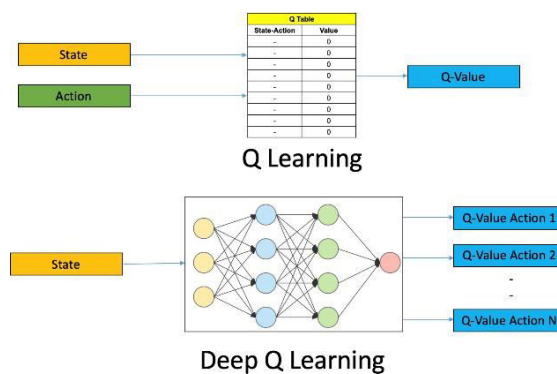 Q Table
State-Action Value
- 0
- 0
- 0
- 0
- 0
- 0
- 0
- 0
- 0
State
Action
Q-Value
Q Learning
State
Q-Value Action 1
Q-Value Action 2
-
-
Q-Value Action N
Deep Q Learning